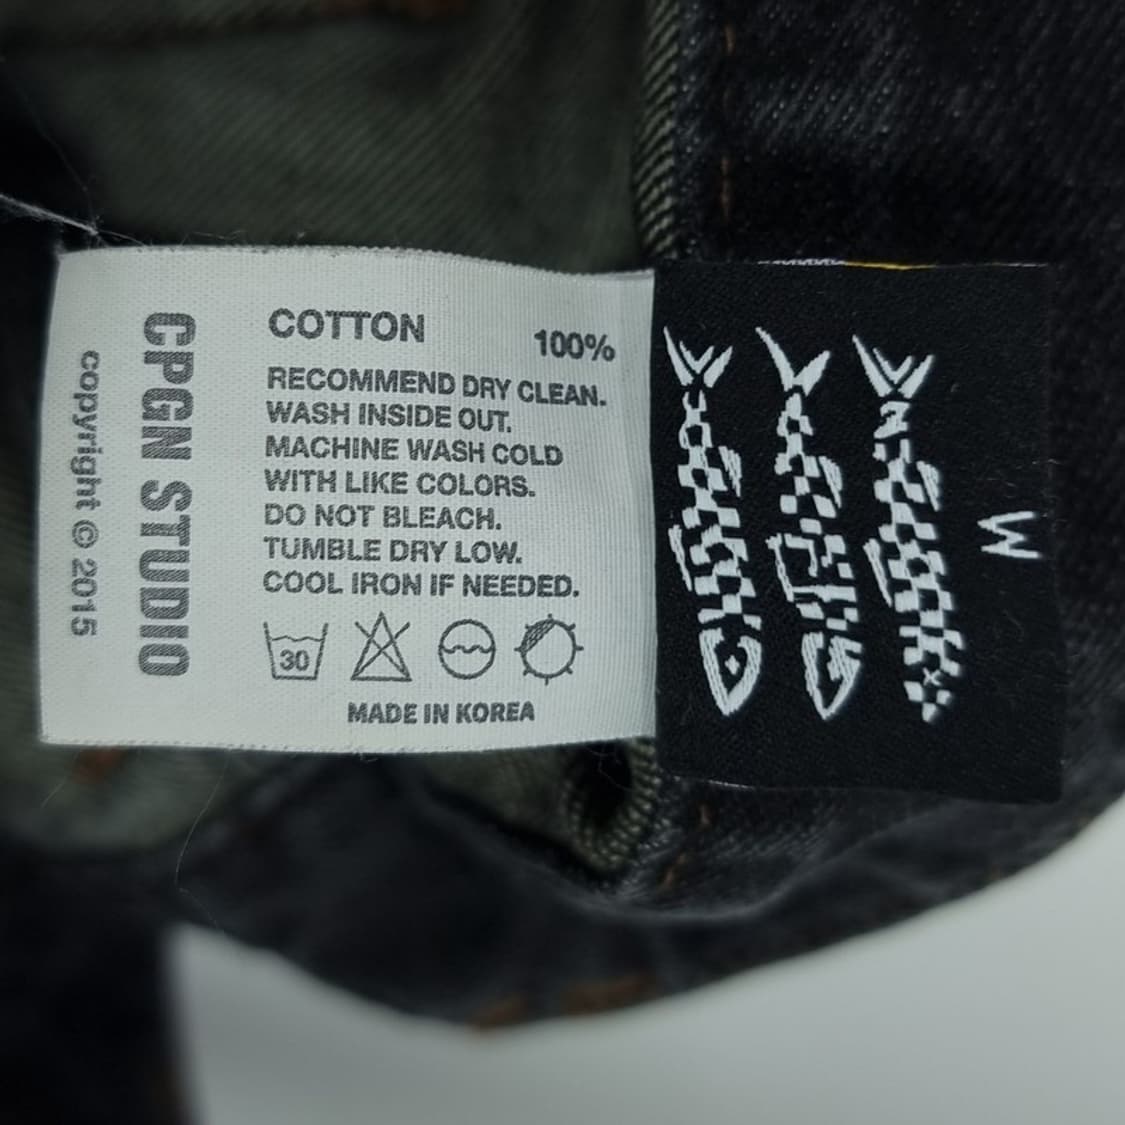 COTTON 100%
RECOMMEND DRY CLEAN.
WASH INSIDE OUT.
MACHINE WASH COLD
WITH LIKE COLORS.
DO NOT BLEACH.
TUMBLE DRY LOW.
COOL IRON IF NEEDED.
30
MADE IN KOREA
CPGN STUDIO
copyright © 2015
M